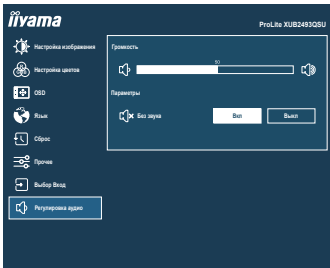 iiyama
ProLite XUB2493QSU
Настройка изображения
Настройка цветов
OSD
Язык
Сброс
Прочее
Выбор Вход
Регулировка аудио
Громкость
50
Параметры
Без звука
Вкл
Выкл